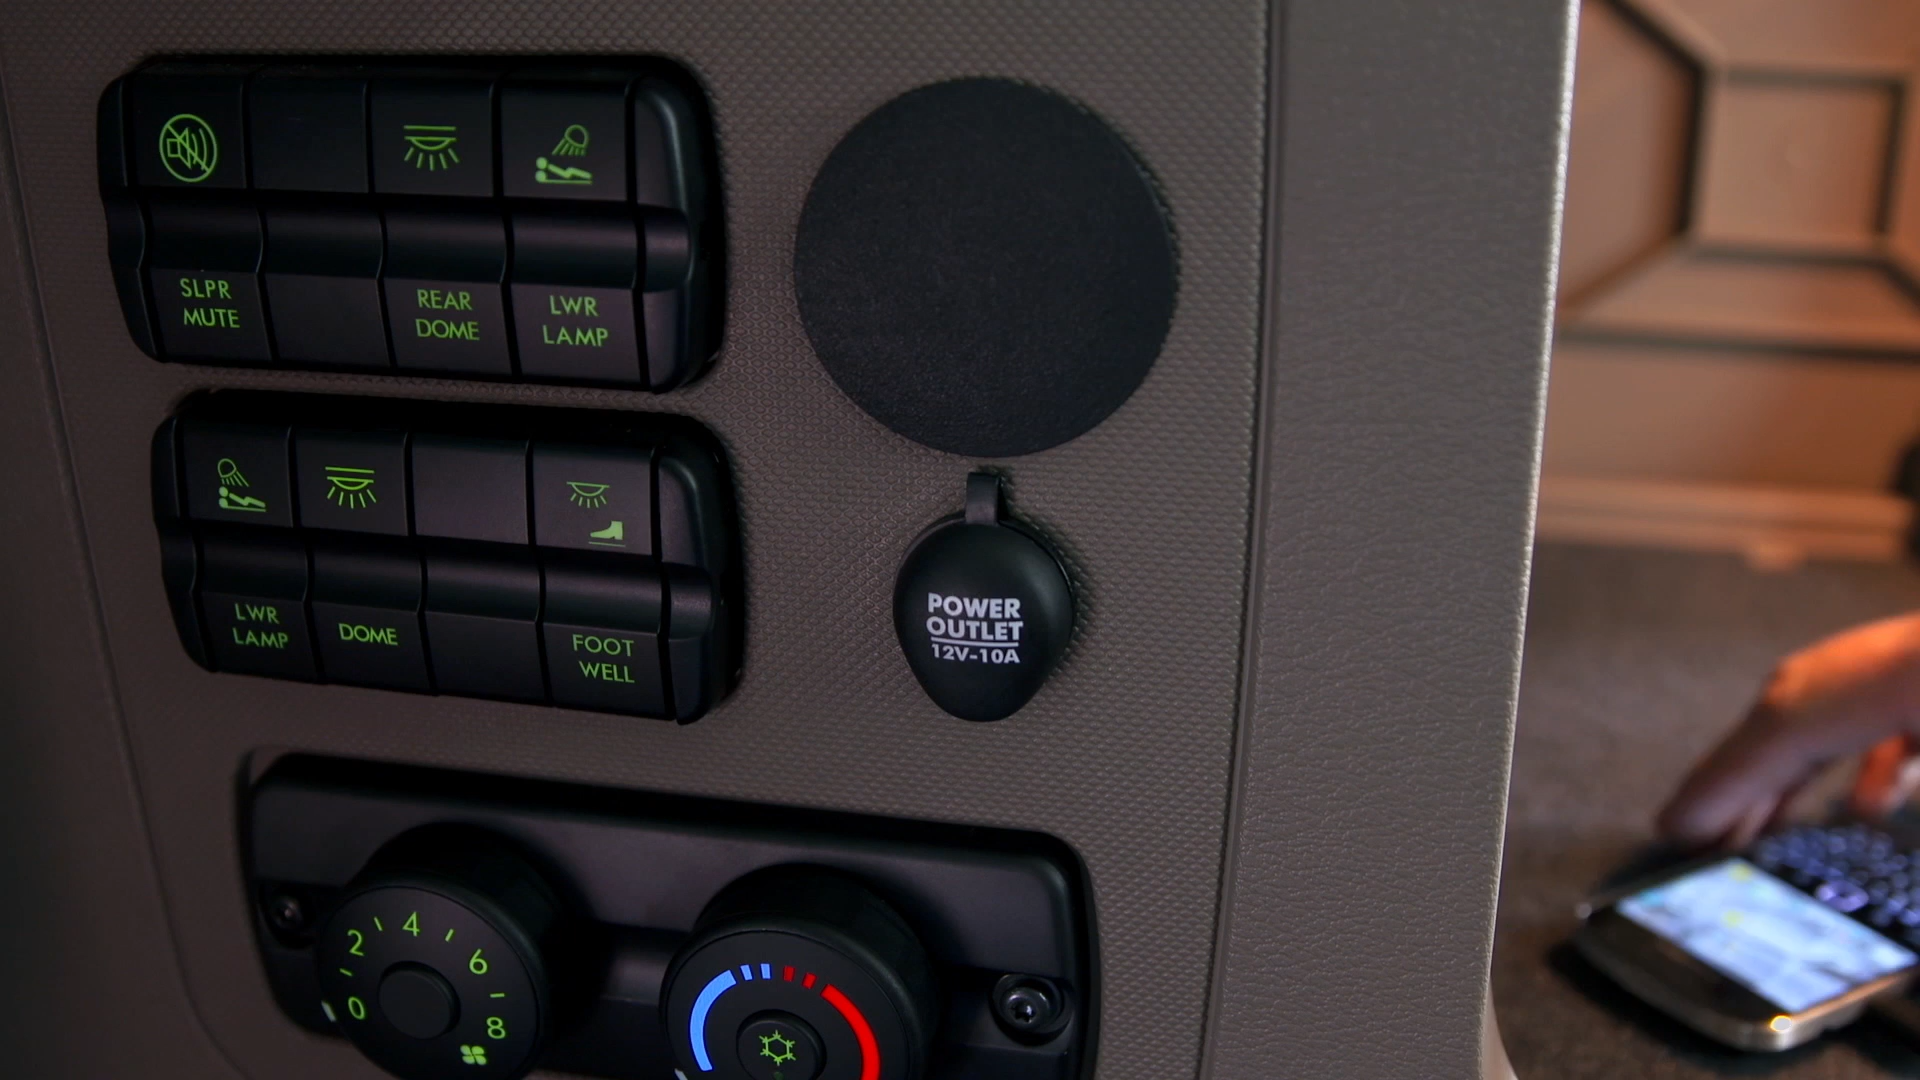 SLPR
MUTE
REAR
DOME
LWR
LAMP
LWR
LAMP
DOME
FOOT
WELL
POWER
OUTLET
12V-10A
0 2 4 6 8